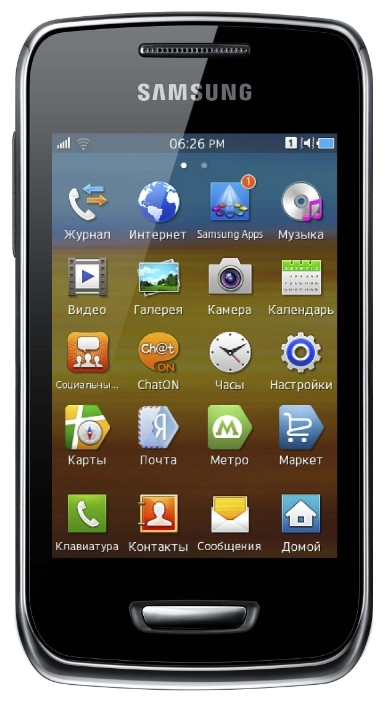 SAMSUNG
06:26 PM 1
1
Журнал Интернет Samsung Apps Музыка
Видео Галерея Камера Календарь
Ch@t
ON
Социальны... ChatON Часы Настройки
Я
М
Карты Почта Метро Маркет
Клавиатура Контакты Сообщения Домой